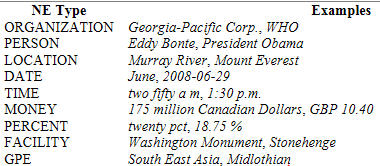 NE Type Examples
ORGANIZATION Georgia-Pacific Corp., WHO
PERSON Eddy Bonte, President Obama
LOCATION Murray River, Mount Everest
DATE June, 2008-06-29
TIME two fifty a m, 1:30 p.m.
MONEY 175 million Canadian Dollars, GBP 10.40
PERCENT twenty pct, 18.75 %
FACILITY Washington Monument, Stonehenge
GPE South East Asia, Midlothian